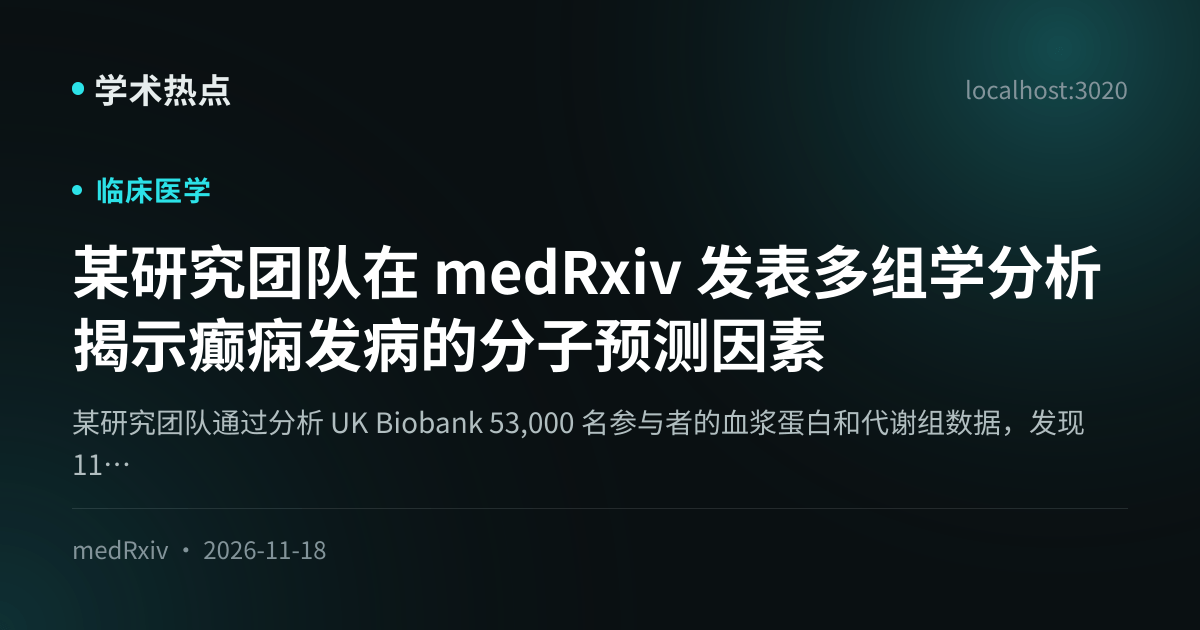 学术热点
localhost:3020
临床医学
某研究团队在 medRxiv 发表多组学分析
揭示癫痫发病的分子预测因素
某研究团队通过分析 UK Biobank 53,000 名参与者的血浆蛋白和代谢组数据，发现
11…
medRxiv · 2026-11-18